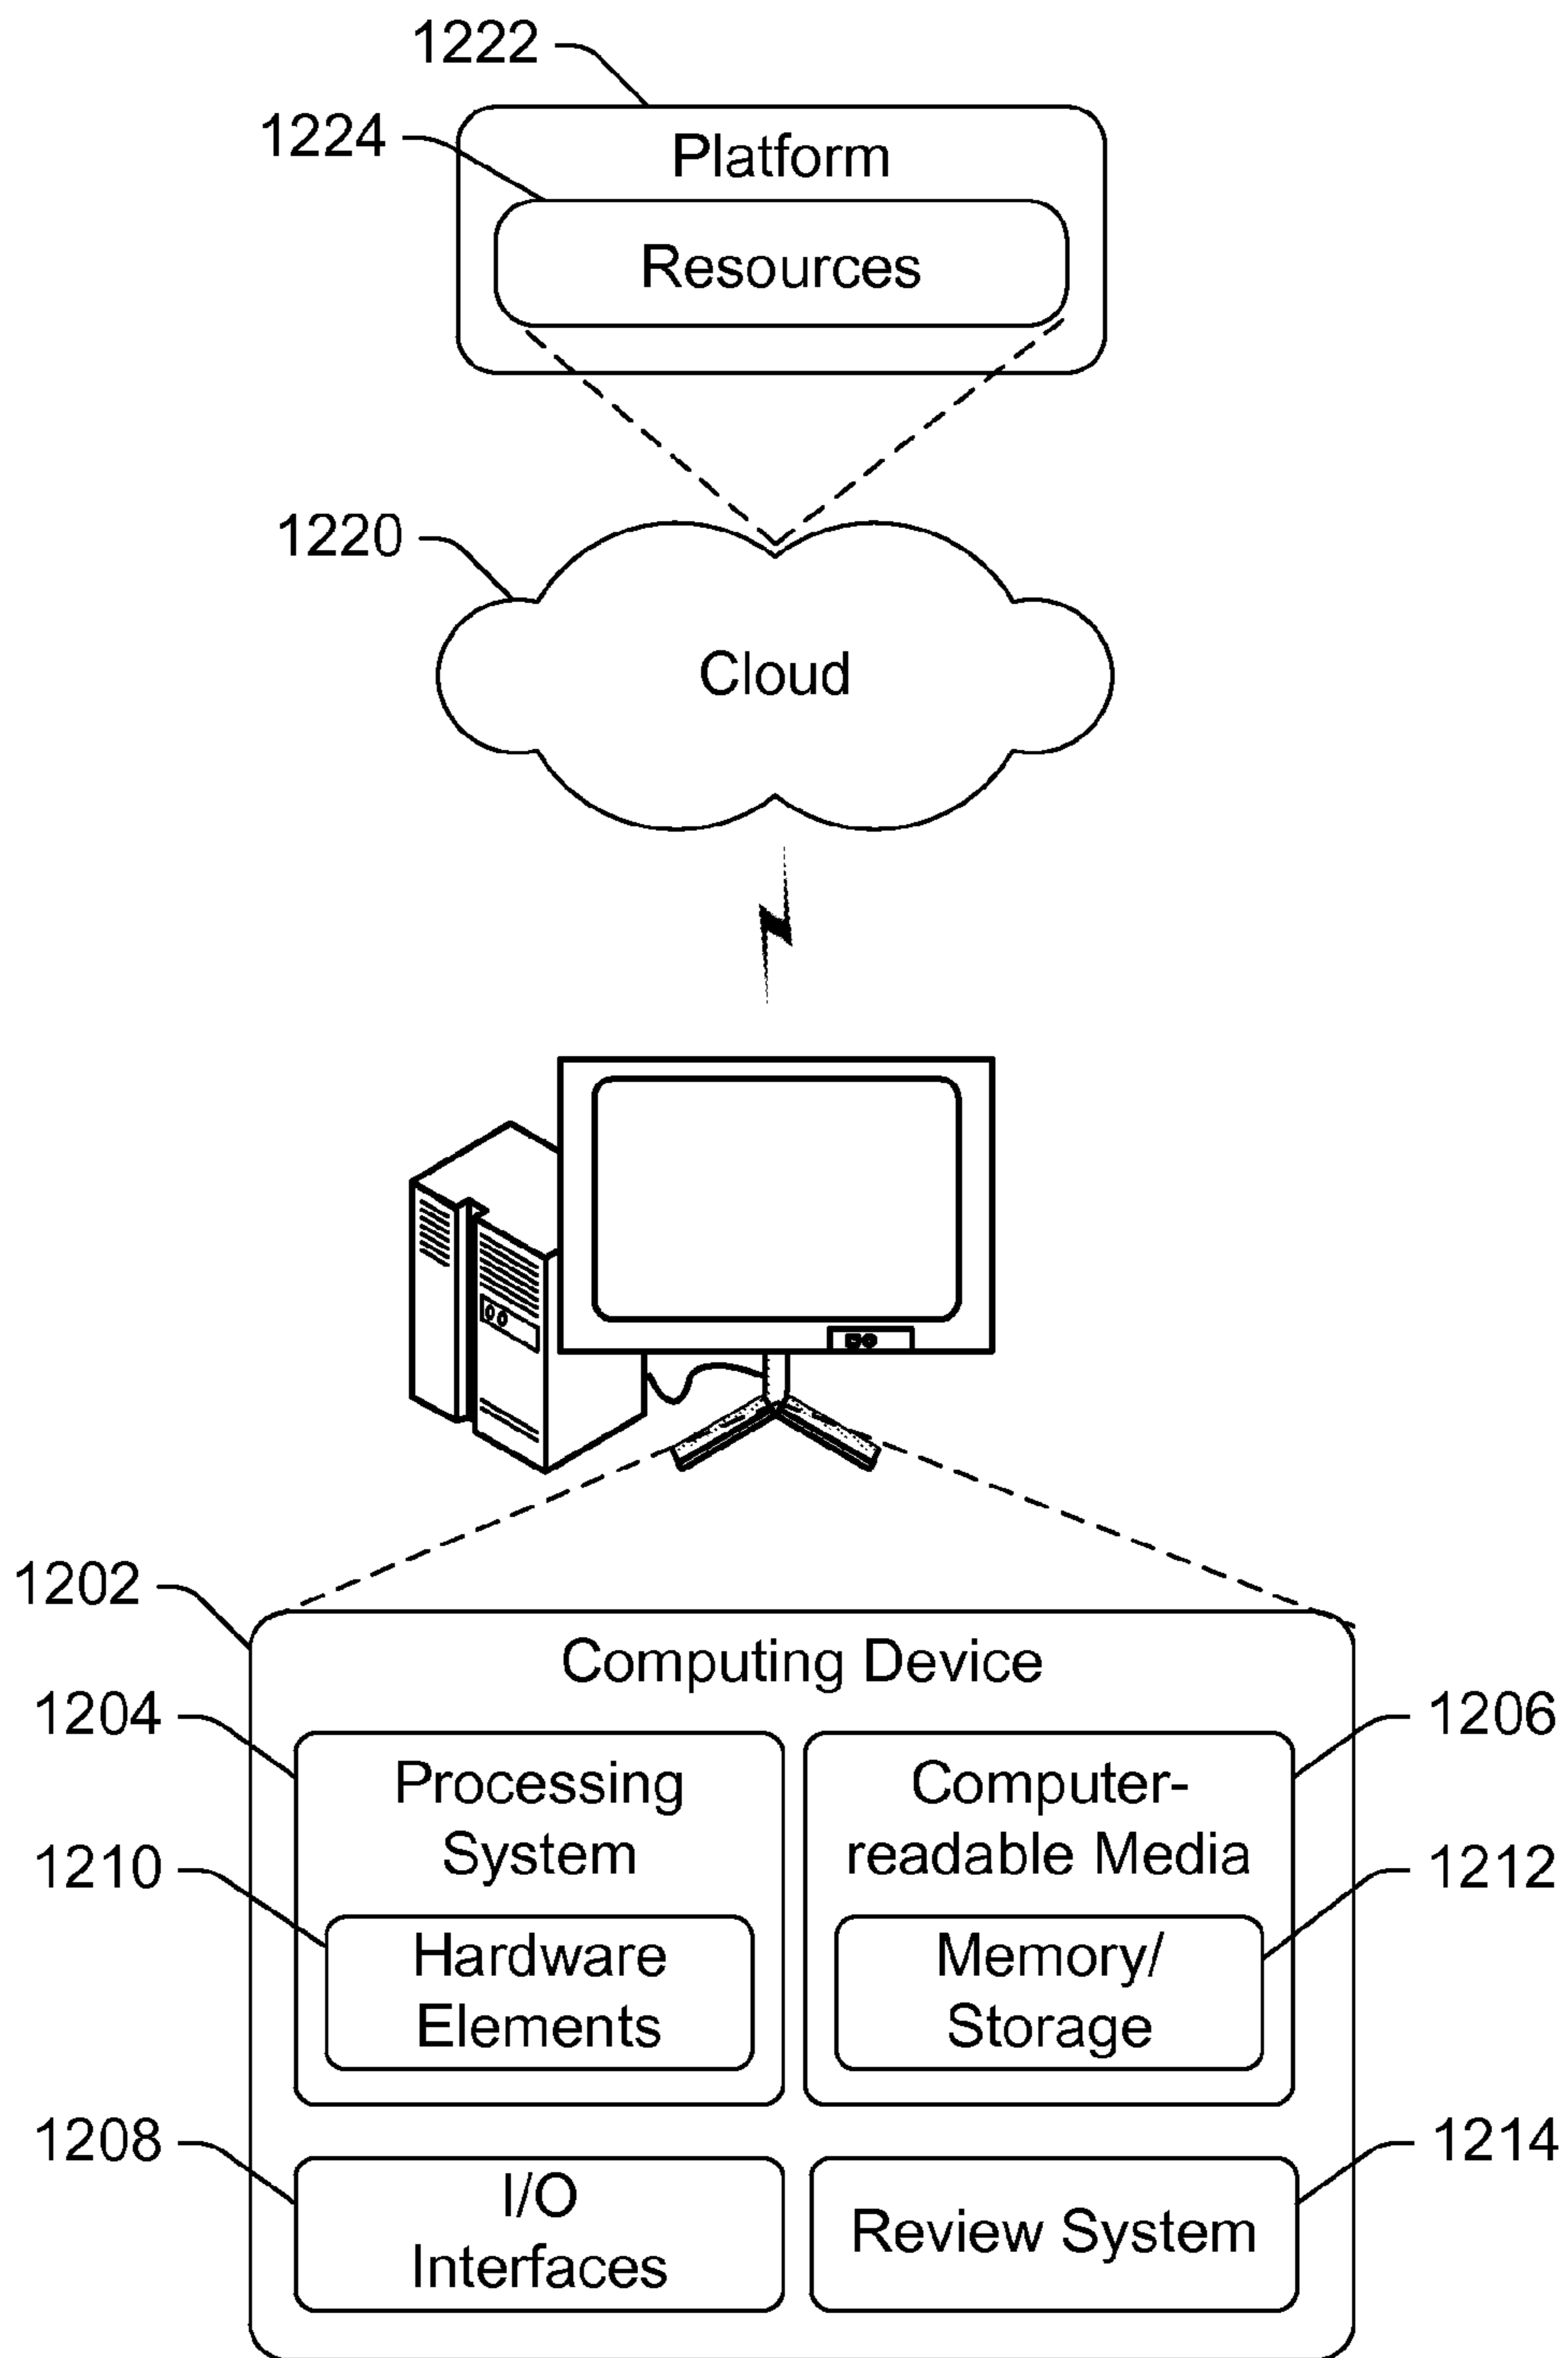 1222
1224
Platform
Resources
1220
Cloud
1202
Computing Device
1204
1206
Processing
System
Computer-
readable Media
1210
1212
Hardware
Elements
Memory/
Storage
1208
1214
I/O
Interfaces
Review System